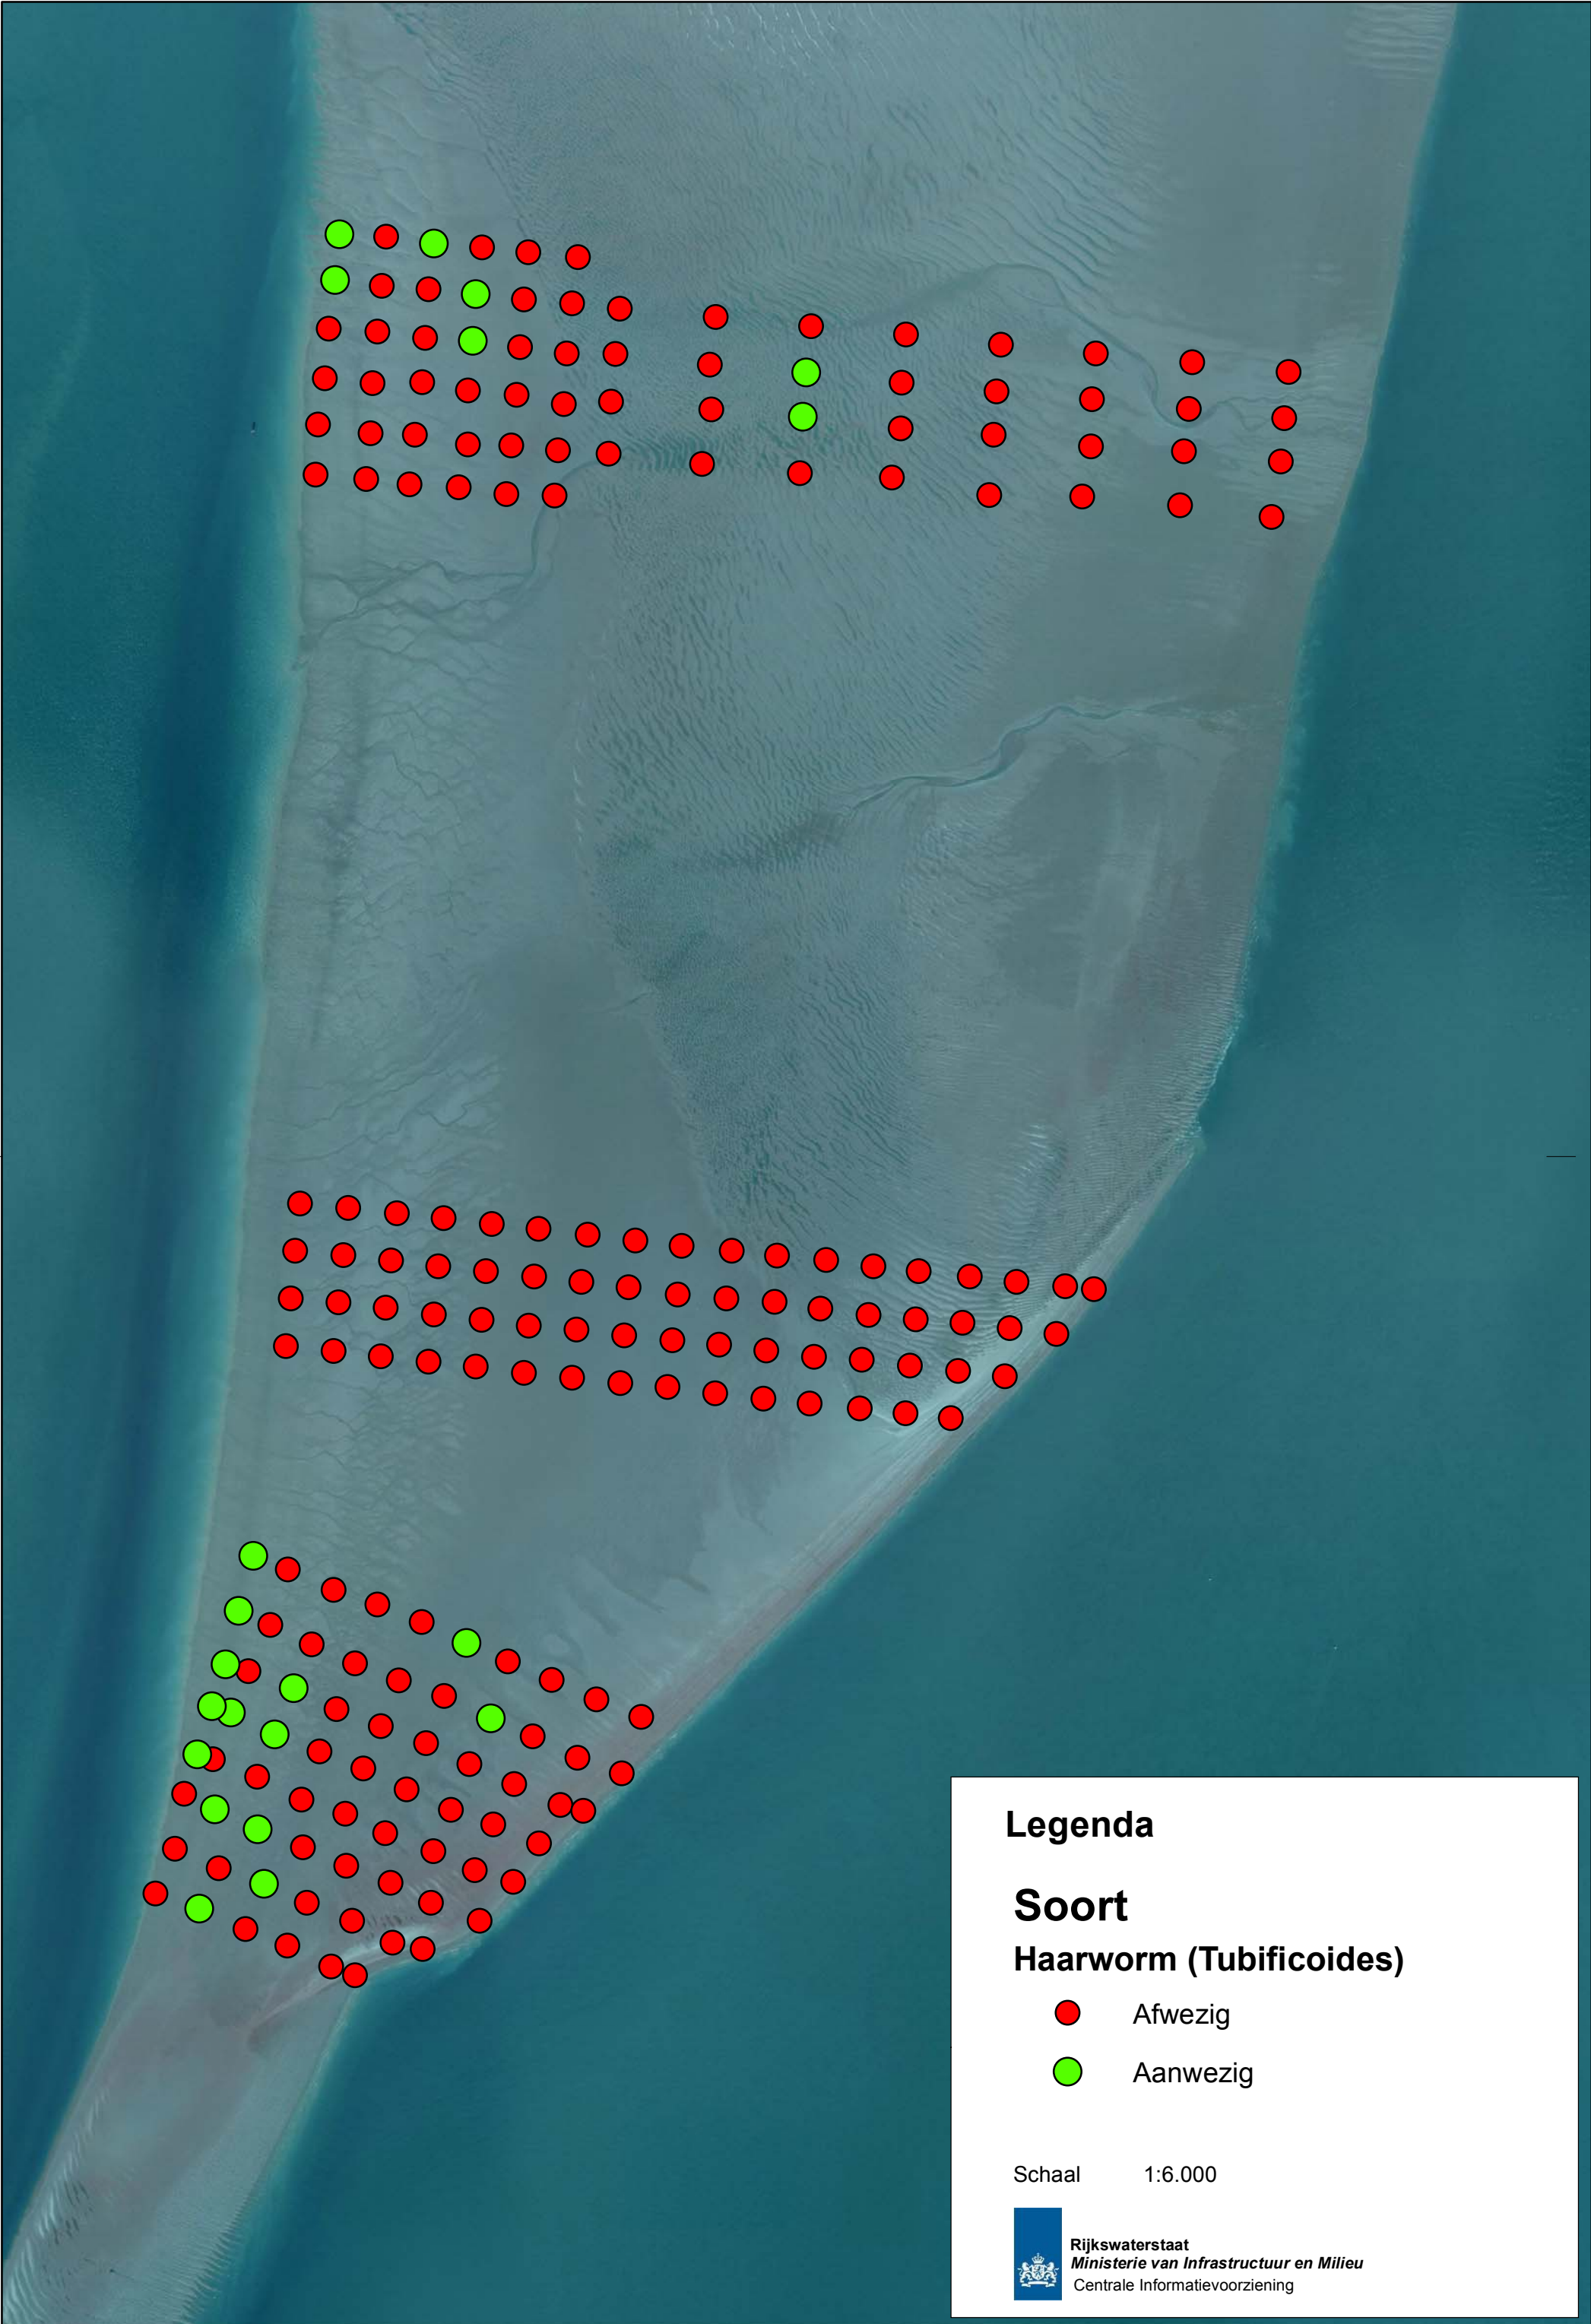 Legenda
Soort
Haarworm (Tubificoides)
Afwezig
Aanwezig
Schaal 1:6.000
Rijkswaterstaat
Ministerie van Infrastructuur en Milieu
Centrale Informatievoorziening